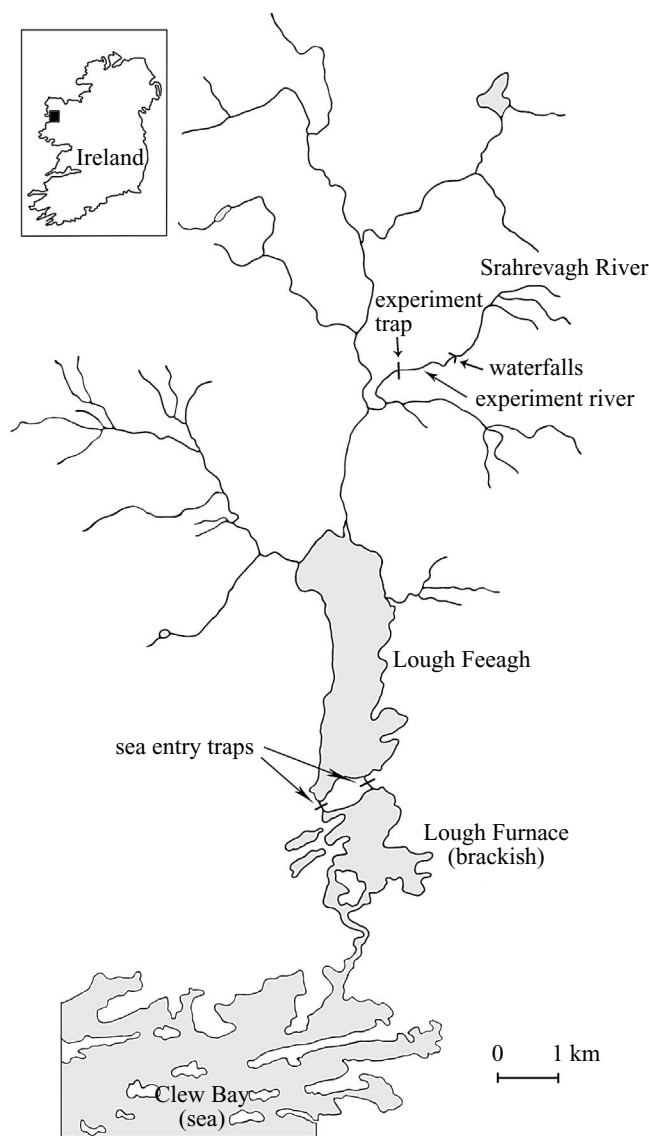 Ireland
Srahrevagh River
experiment
trap
waterfalls
experiment river
Lough Feeagh
sea entry traps
Lough Furnace
(brackish)
0 1 km
Clew Bay
(sea)